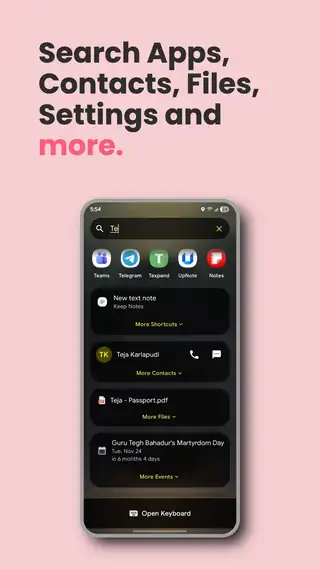 Search Apps,
Contacts, Files,
Settings and
more.
5:54
Te
Teams
Telegram
Texpand
UpNote
Notes
New text note
Keep Notes
More Shortcuts
TK
Teja Karlapudi
More Contacts
Teja - Passport.pdf
More Files
Guru Tegh Bahadur's Martyrdom Day
Tue, Nov 24
in 6 months 4 days
More Events
Open Keyboard